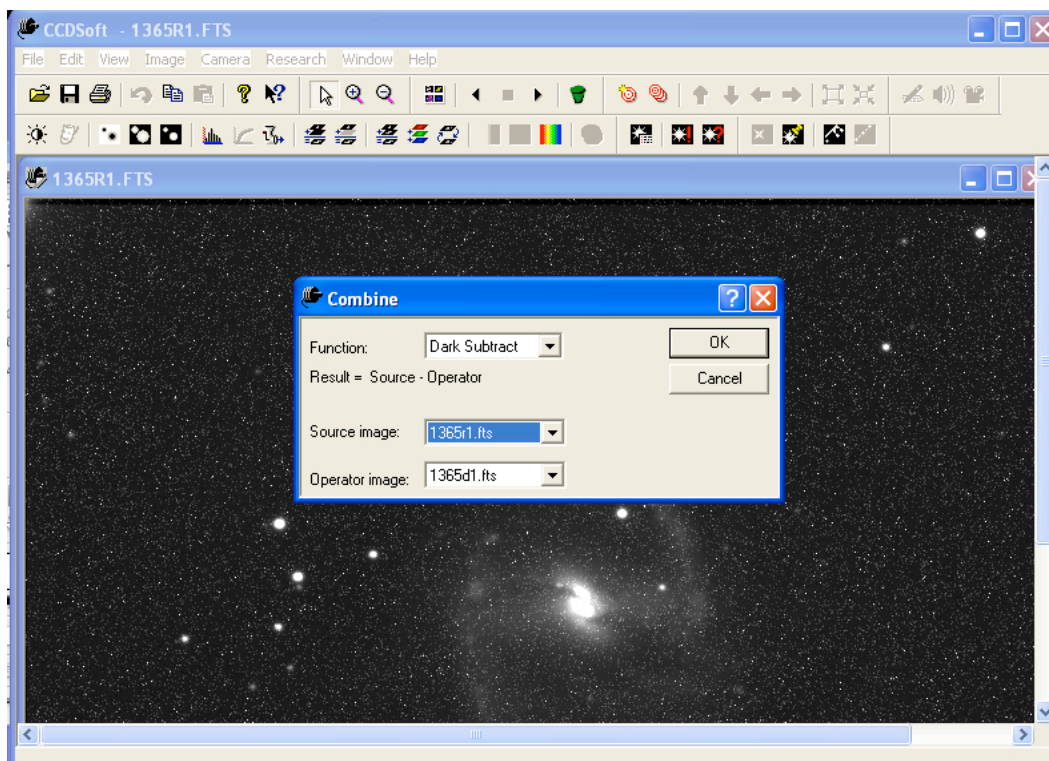 CCDSoft - 1365R1.FTS
File Edit View Image Camera Research Window Help
1365R1.FTS
Combine
Function: Dark Subtract OK
Result = Source - Operator Cancel
Source image: 1365r1.fts
Operator image: 1365d1.fts